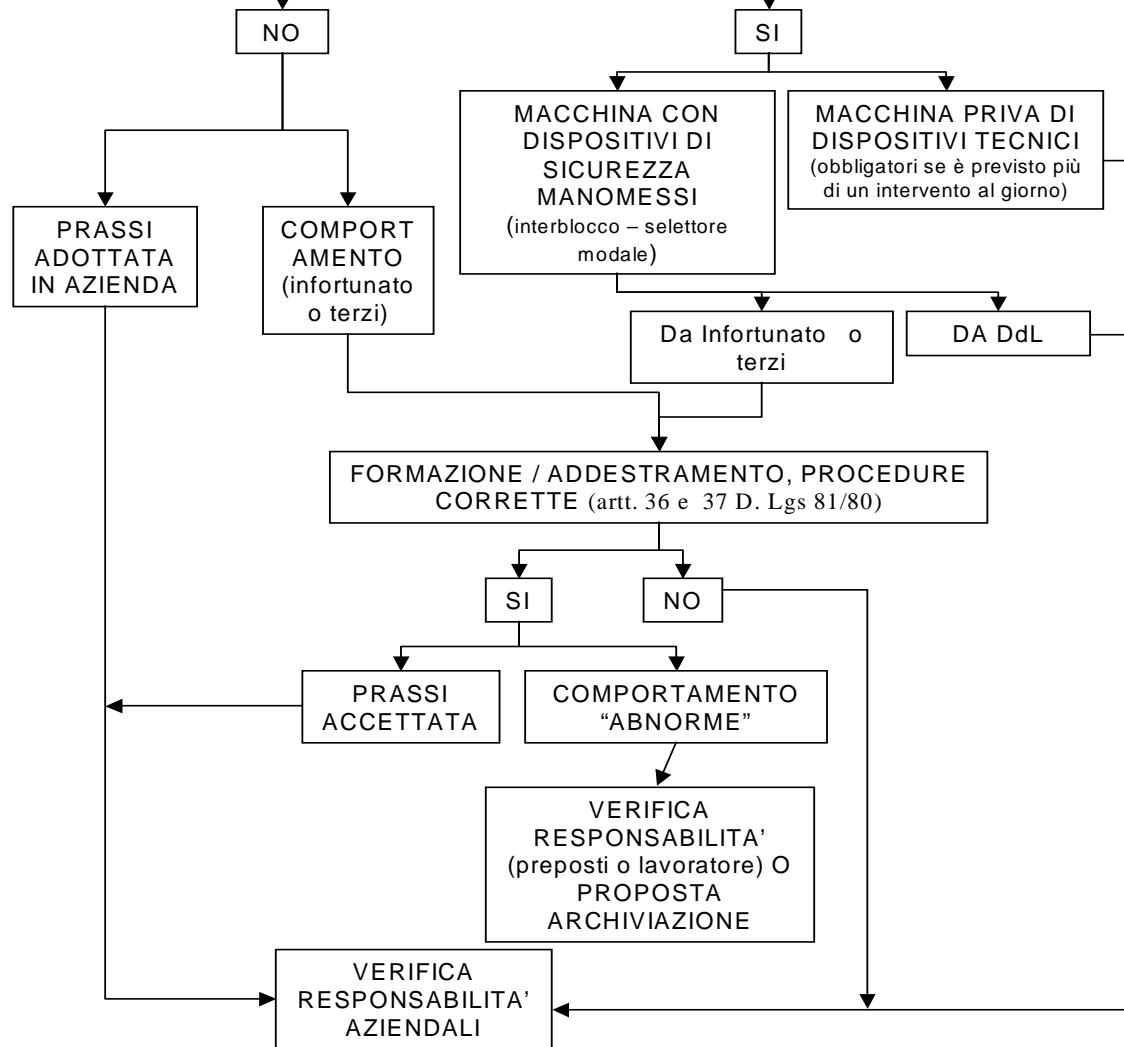 NO
SI
MACCHINA CON
DISPOSITIVI DI
SICUREZZA
MANOMESSI
(interblocco – selettore
modale)
MACCHINA PRIVA DI
DISPOSITIVI TECNICI
(obbligatori se è previsto più
di un intervento al giorno)
PRASSI
ADOTTATA
IN AZIENDA
COMPORT
AMENTO
(infortunato
o terzi)
Da Infortunato o
terzi
DA DdL
FORMAZIONE / ADDESTRAMENTO, PROCEDURE
CORRETTE (artt. 36 e 37 D. Lgs 81/80)
SI
NO
PRASSI
ACCETTATA
COMPORTAMENTO
“ABNORME”
VERIFICA
RESPONSABILITA’
(preposti o lavoratore) O
PROPOSTA
ARCHIVIAZIONE
VERIFICA
RESPONSABILITA’
AZIENDALI